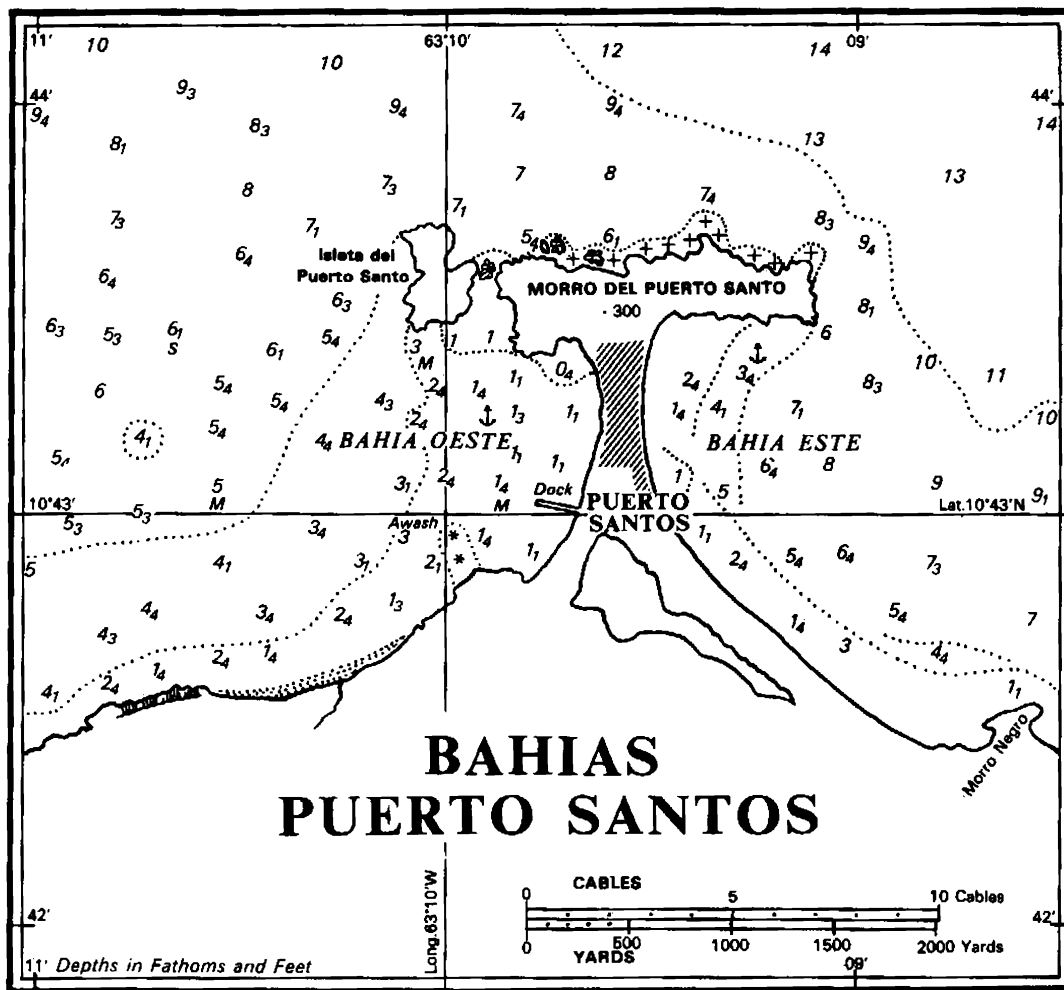 11' 63°10' 09'
10 10 12 14
9₃
44' 44'
9₄ 9₄ 7₄ 9₄ 14
8₃
8₁ 13
7 8
8 7₃ 13
7₃ 7₁ 7₁ 7₄ 8₃
5₄ 6₁ 9₄
6₄
Isleta del
Puerto Santo
6₄
MORRO DEL PUERTO SANTO
6₃ · 300 8₁
6₃ 5₃ 6₁ 5₄ 3 1 1 6
S 6₁ M 10
6 5₄ 2₄ 1₄ 1₁ 0₄ 2₄ 3₄ 8₃ 11
5₄ 4₃ 2₄ 1₃ 1₁ 1₄ 4₁ 7₁ 10
4₁ 5₄ 4₄
BAHIA OESTE
BAHIA ESTE
1₁
1₁ 6₄ 8
5 3₁ 2₄ 1₄ 1 5 9 9₁
M M
Dock
PUERTO
SANTOS
10°43' Lat.10°43'N
5₃ 5₃ 3₄
Awash
3 1₄ 1₁ 1₁
5 4₁ 3₁ 2₁ 2₄ 5₄ 6₄ 7₃
4₄ 3₄ 2₄ 1₃ 1₄ 5₄ 7
4₃ 3 4₄
4₁ 2₄ 1₄ 2₄ 1₄ 1₁
Morro Negro
BAHIAS
PUERTO SANTOS
Long.63°10'W
CABLES
0 5 10 Cables
0 500 1000 1500 2000 Yards
YARDS
42' 42'
11' Depths in Fathoms and Feet 09'